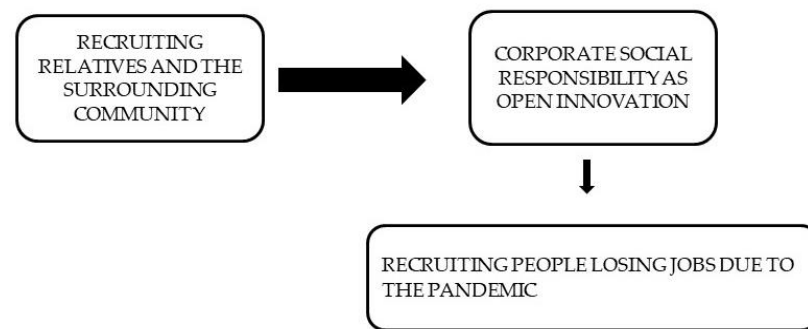 RECRUITING
RELATIVES AND THE
SURROUNDING
COMMUNITY
CORPORATE SOCIAL
RESPONSIBILITY AS
OPEN INNOVATION
RECRUITING PEOPLE LOSING JOBS DUE TO
THE PANDEMIC